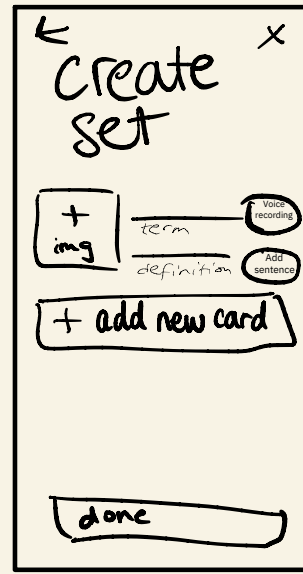 X
create
set
+
img
term
Voice
recording
definition
Add
sentence
+ add new card
done